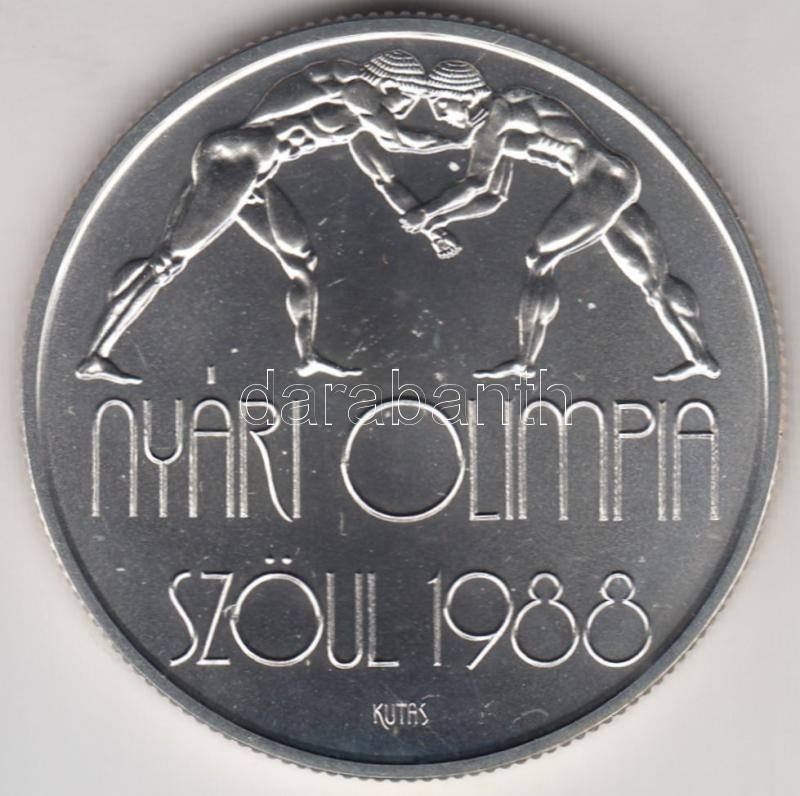 darabanth
NYÁRI OLIMPIA
SZÖUL 1988
KUTAS